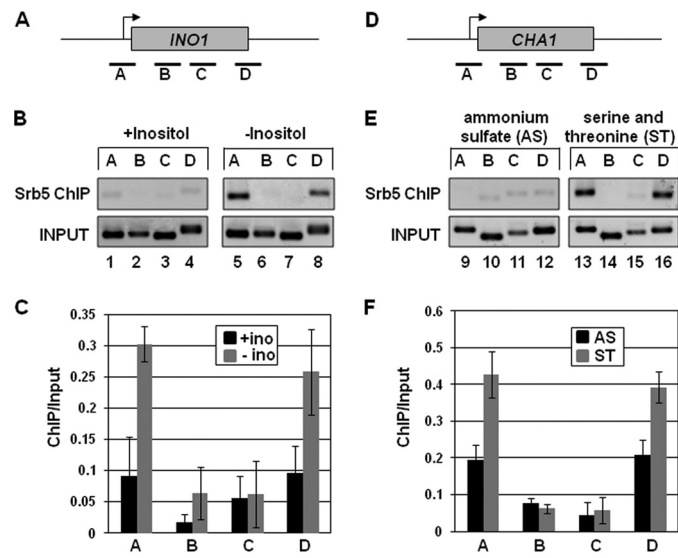 A
INO1
A B C D
D
CHA1
A B C D
B
+Inositol -Inositol
A B C D A B C D
Srb5 ChIP
INPUT
1 2 3 4 5 6 7 8
E
ammonium
sulfate (AS)
serine and
threonine (ST)
A B C D A B C D
Srb5 ChIP
INPUT
9 10 11 12 13 14 15 16
C
ChIP/Input
0.35
0.3
0.25
0.2
0.15
0.1
0.05
0
+ino
- ino
A B C D
F
ChIP/Input
0.6
0.5
0.4
0.3
0.2
0.1
0
AS
ST
A B C D